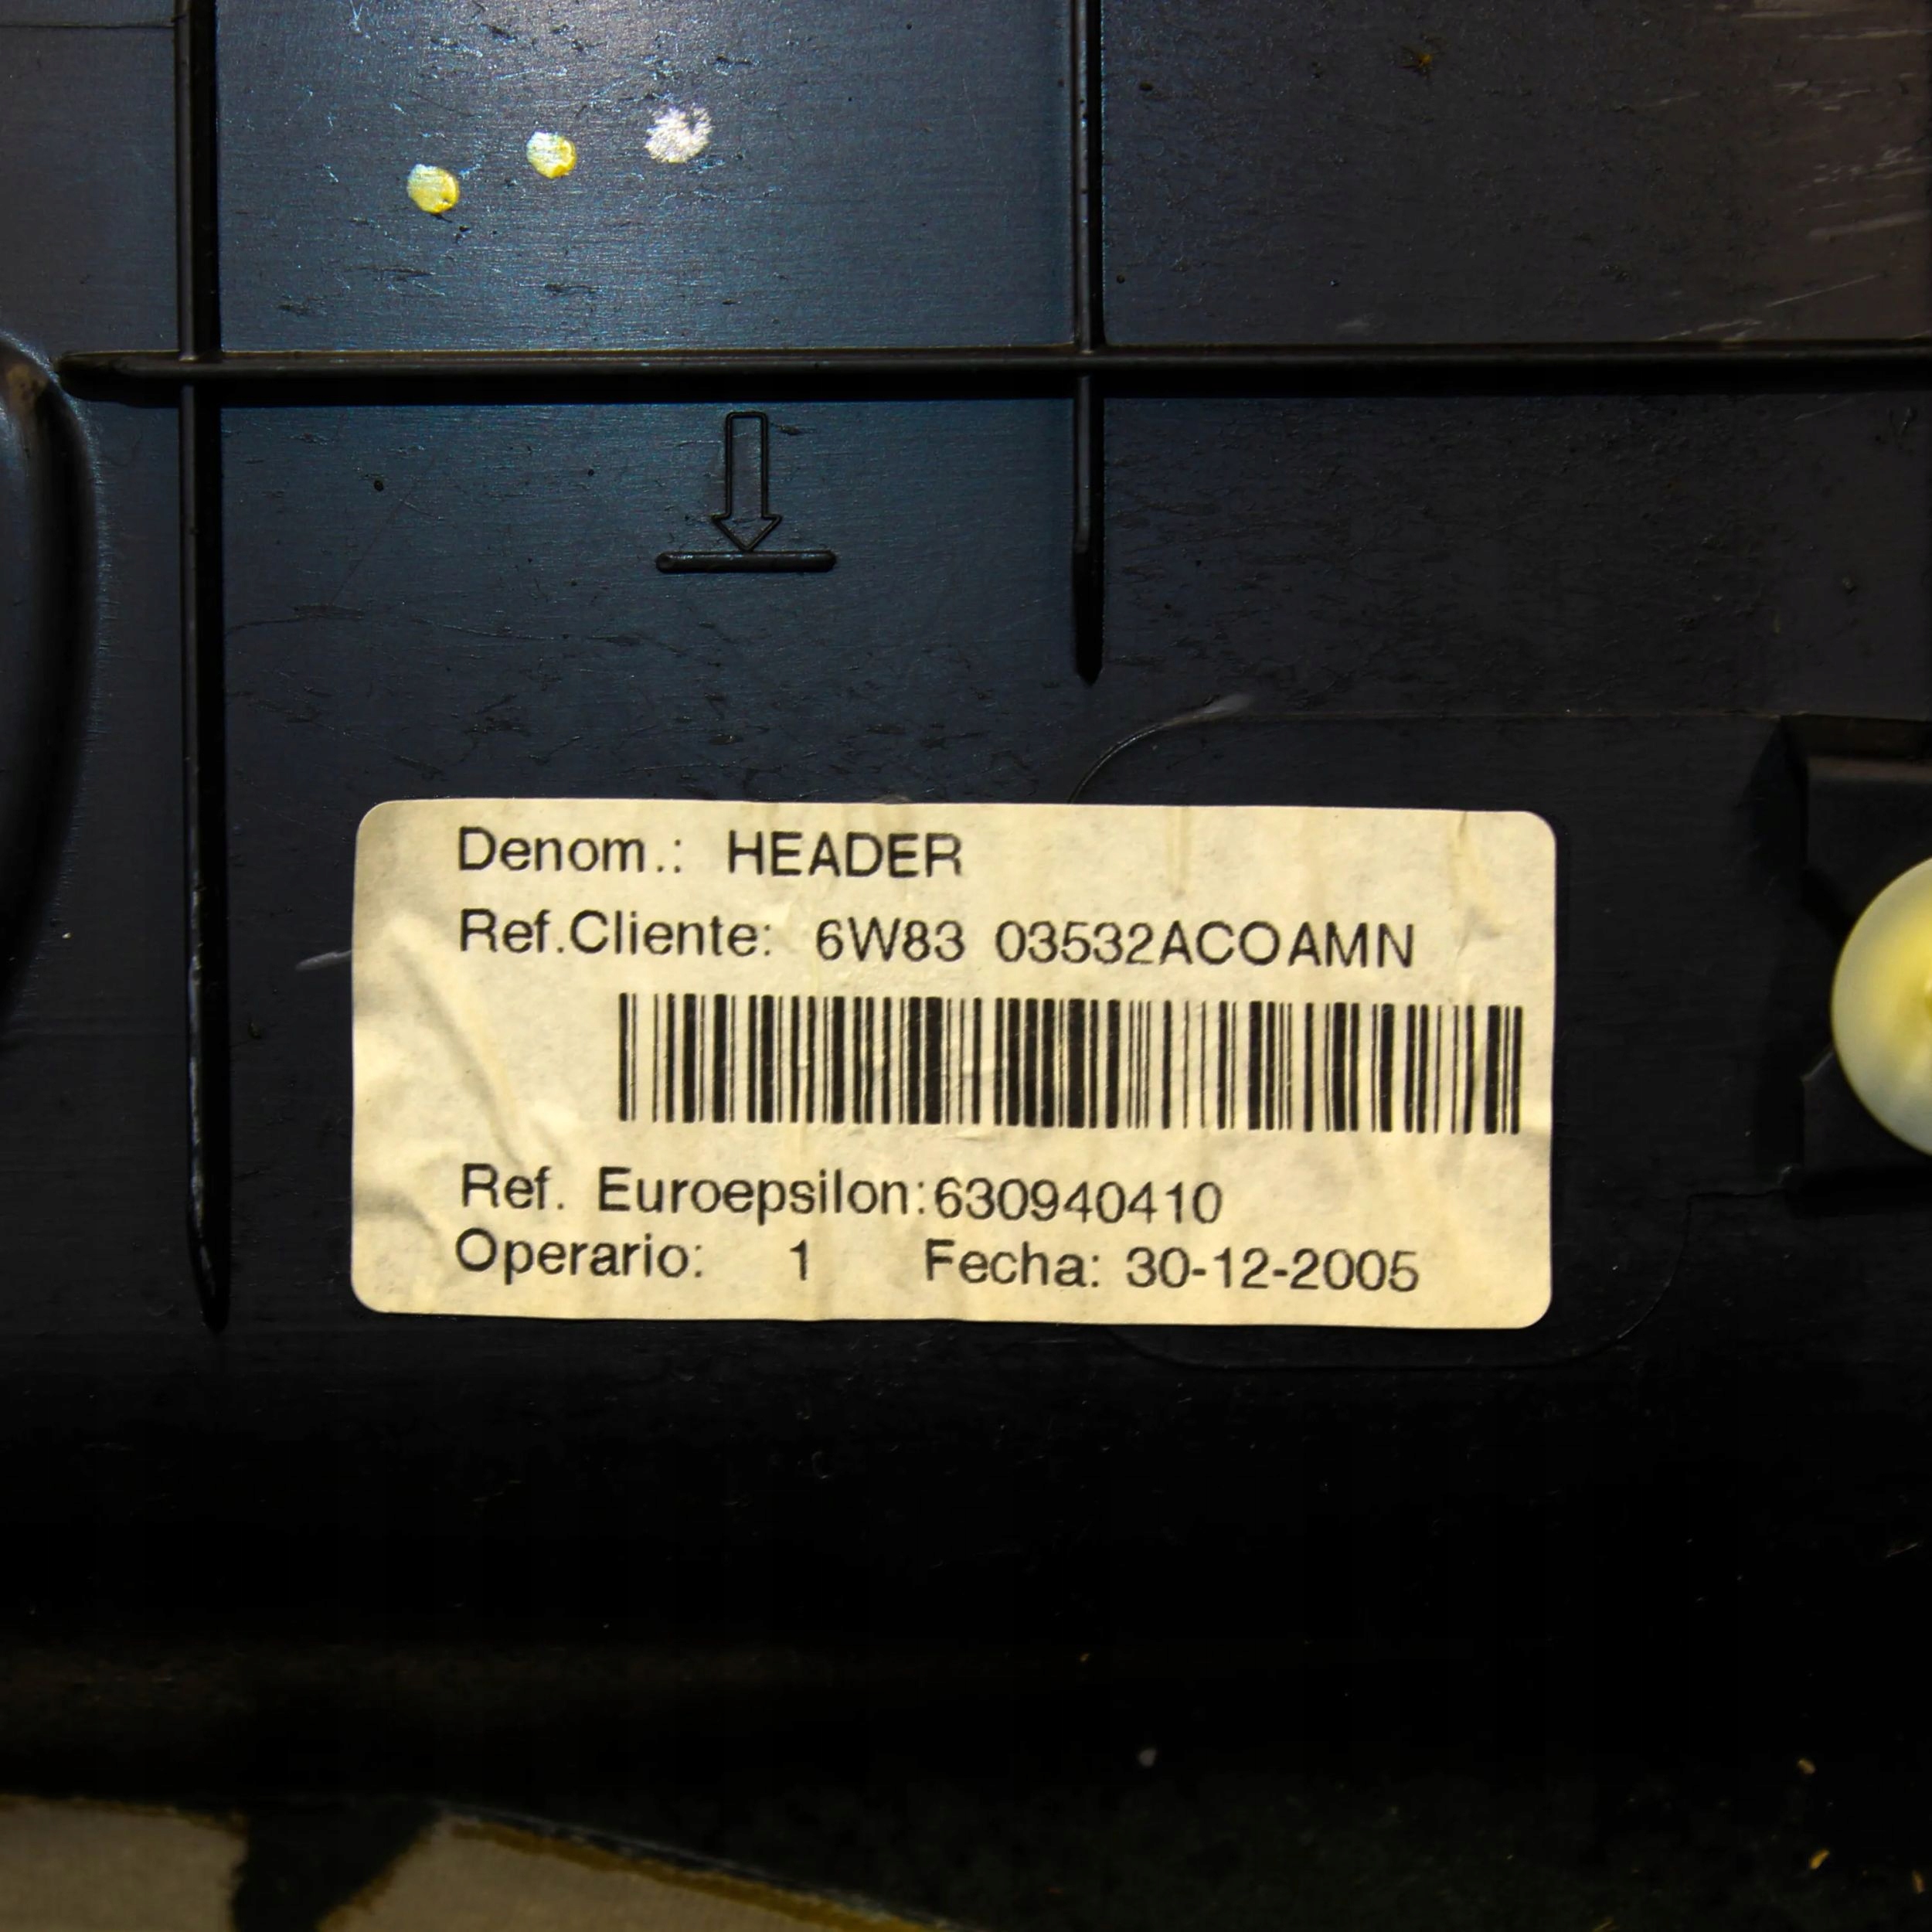 Denom.: HEADER
Ref.Cliente: 6W83 03532ACOAMN
Ref. Euroepsilon:630940410
Operario: 1 Fecha: 30-12-2005